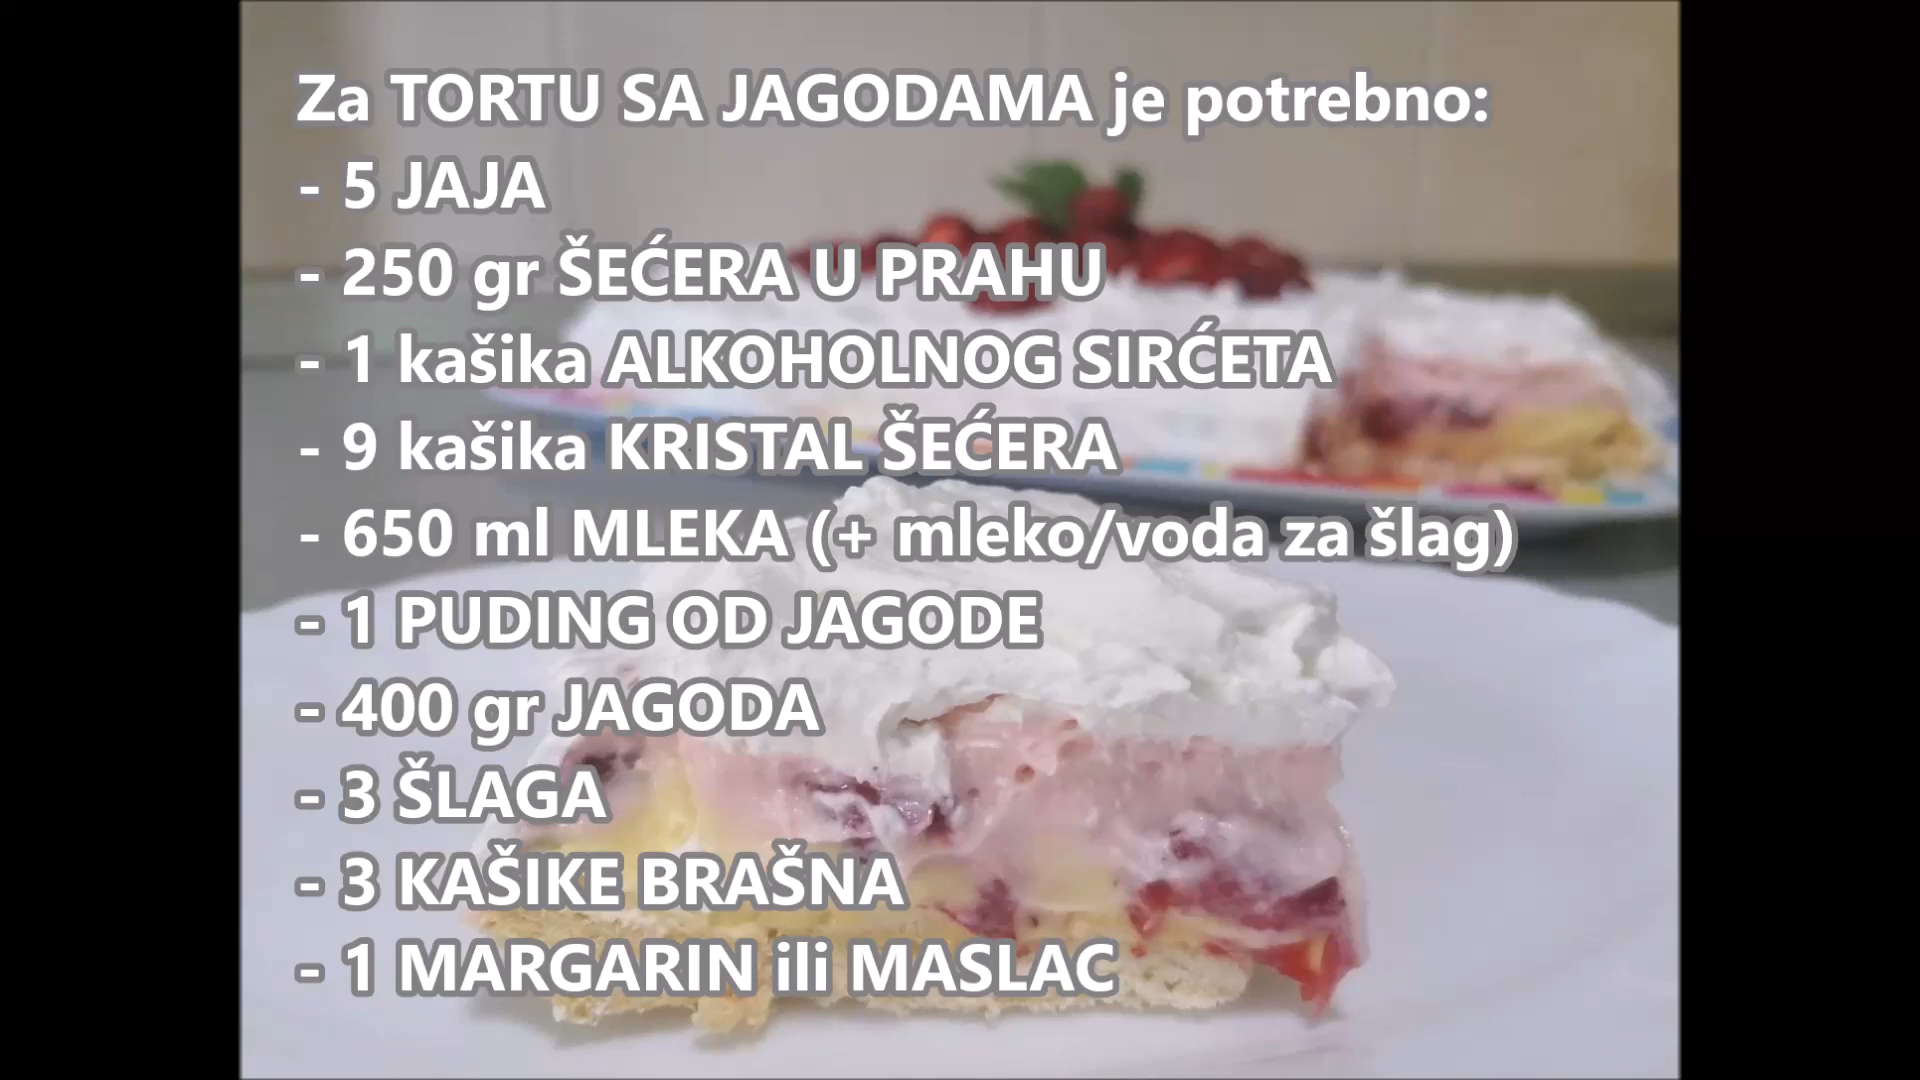 Za TORTU SA JAGODAMA je potrebno:
- 5 JAJA
- 250 gr ŠEĆERA U PRAHU
- 1 kašika ALKOHOLNOG SIRĆETA
- 9 kašika KRISTAL ŠEĆERA
- 650 ml MLEKA (+ mleko/voda za šlag)
- 1 PUDING OD JAGODE
- 400 gr JAGODA
- 3 ŠLAGA
- 3 KAŠIKE BRAŠNA
- 1 MARGARIN ili MASLAC